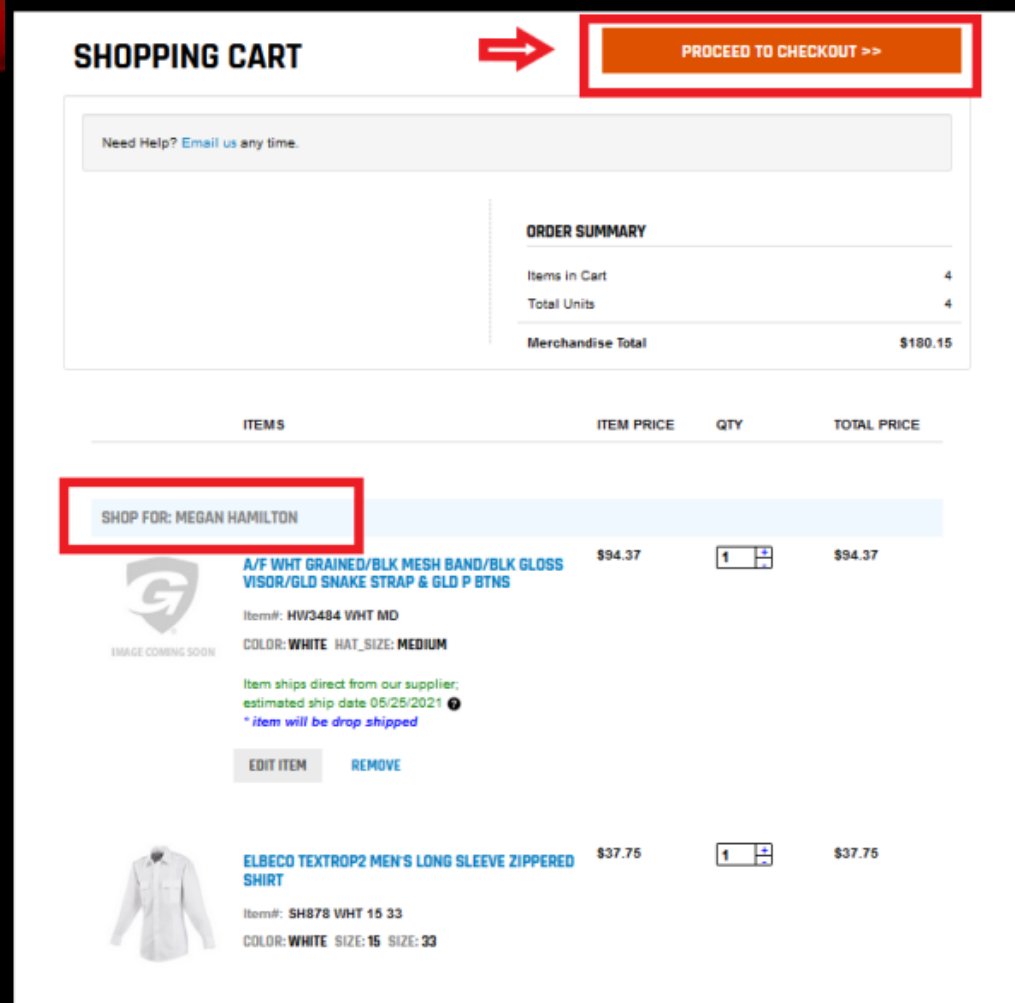 SHOPPING CART
PROCEED TO CHECKOUT >>
Need Help? Email us any time.
ORDER SUMMARY
Items in Cart 4
Total Units 4
Merchandise Total $180.15
ITEMS ITEM PRICE QTY TOTAL PRICE
SHOP FOR: MEGAN HAMILTON
A/F WHT GRAINED/BLK MESH BAND/BLK GLOSS $94.37 1 + - $94.37
VISOR/GLD SNAKE STRAP & GLD P BTNS
Item#: HW3484 WHT MD
COLOR: WHITE HAT_SIZE: MEDIUM
G
IMAGE COMING SOON
Item ships direct from our supplier;
estimated ship date 05/25/2021 ?
* item will be drop shipped
EDIT ITEM REMOVE
ELBECO TEXTROP2 MEN'S LONG SLEEVE ZIPPERED $37.75 1 + - $37.75
SHIRT
Item#: SH878 WHT 15 33
COLOR: WHITE SIZE: 15 SIZE: 33